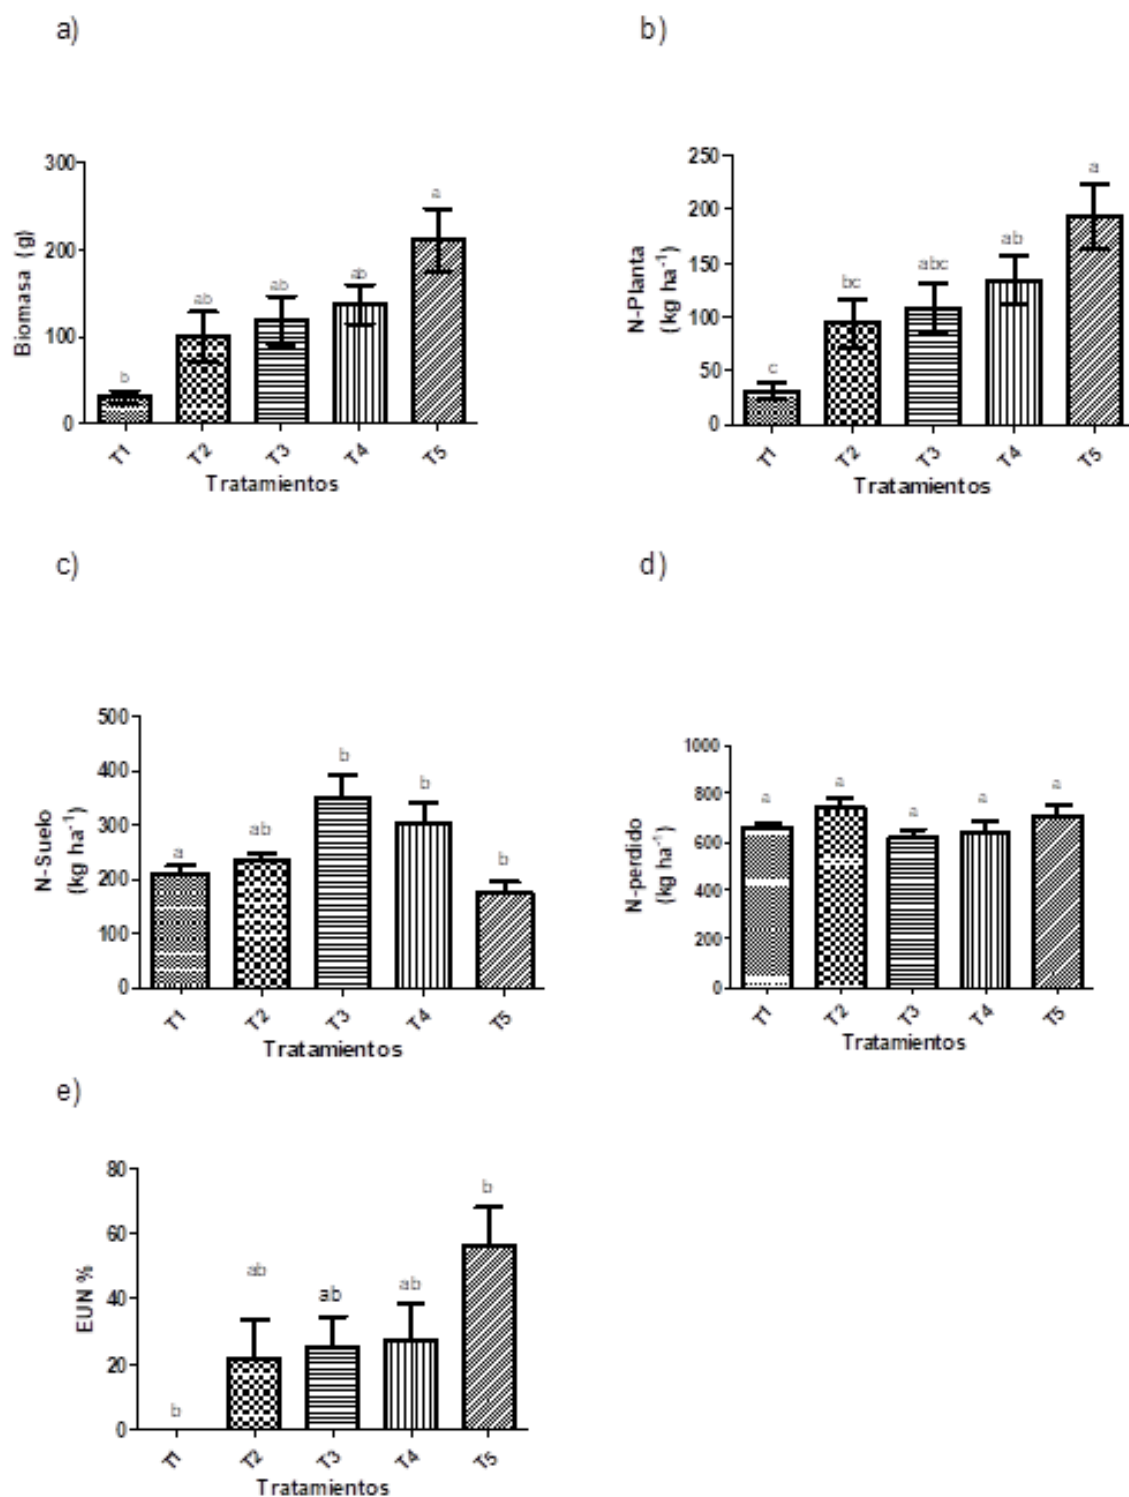 a)
300
200
100
0
Biomasa (g)
b
ab
ab
ab
a
T1 T2 T3 T4 T5
Tratamientos
b)
250
200
150
100
50
0
N-Planta
(kg ha-1)
c
bc
abc
ab
a
T1 T2 T3 T4 T5
Tratamientos
c)
500
400
300
200
100
0
N-Suelo
(kg ha-1)
a
ab
b
b
b
T1 T2 T3 T4 T5
Tratamientos
d)
1000
800
600
400
200
0
N-perdido
(kg ha-1)
a
a
a
a
a
T1 T2 T3 T4 T5
Tratamientos
e)
80
60
40
20
0
EUN %
b
ab
ab
ab
b
T1 T2 T3 T4 T5
Tratamientos